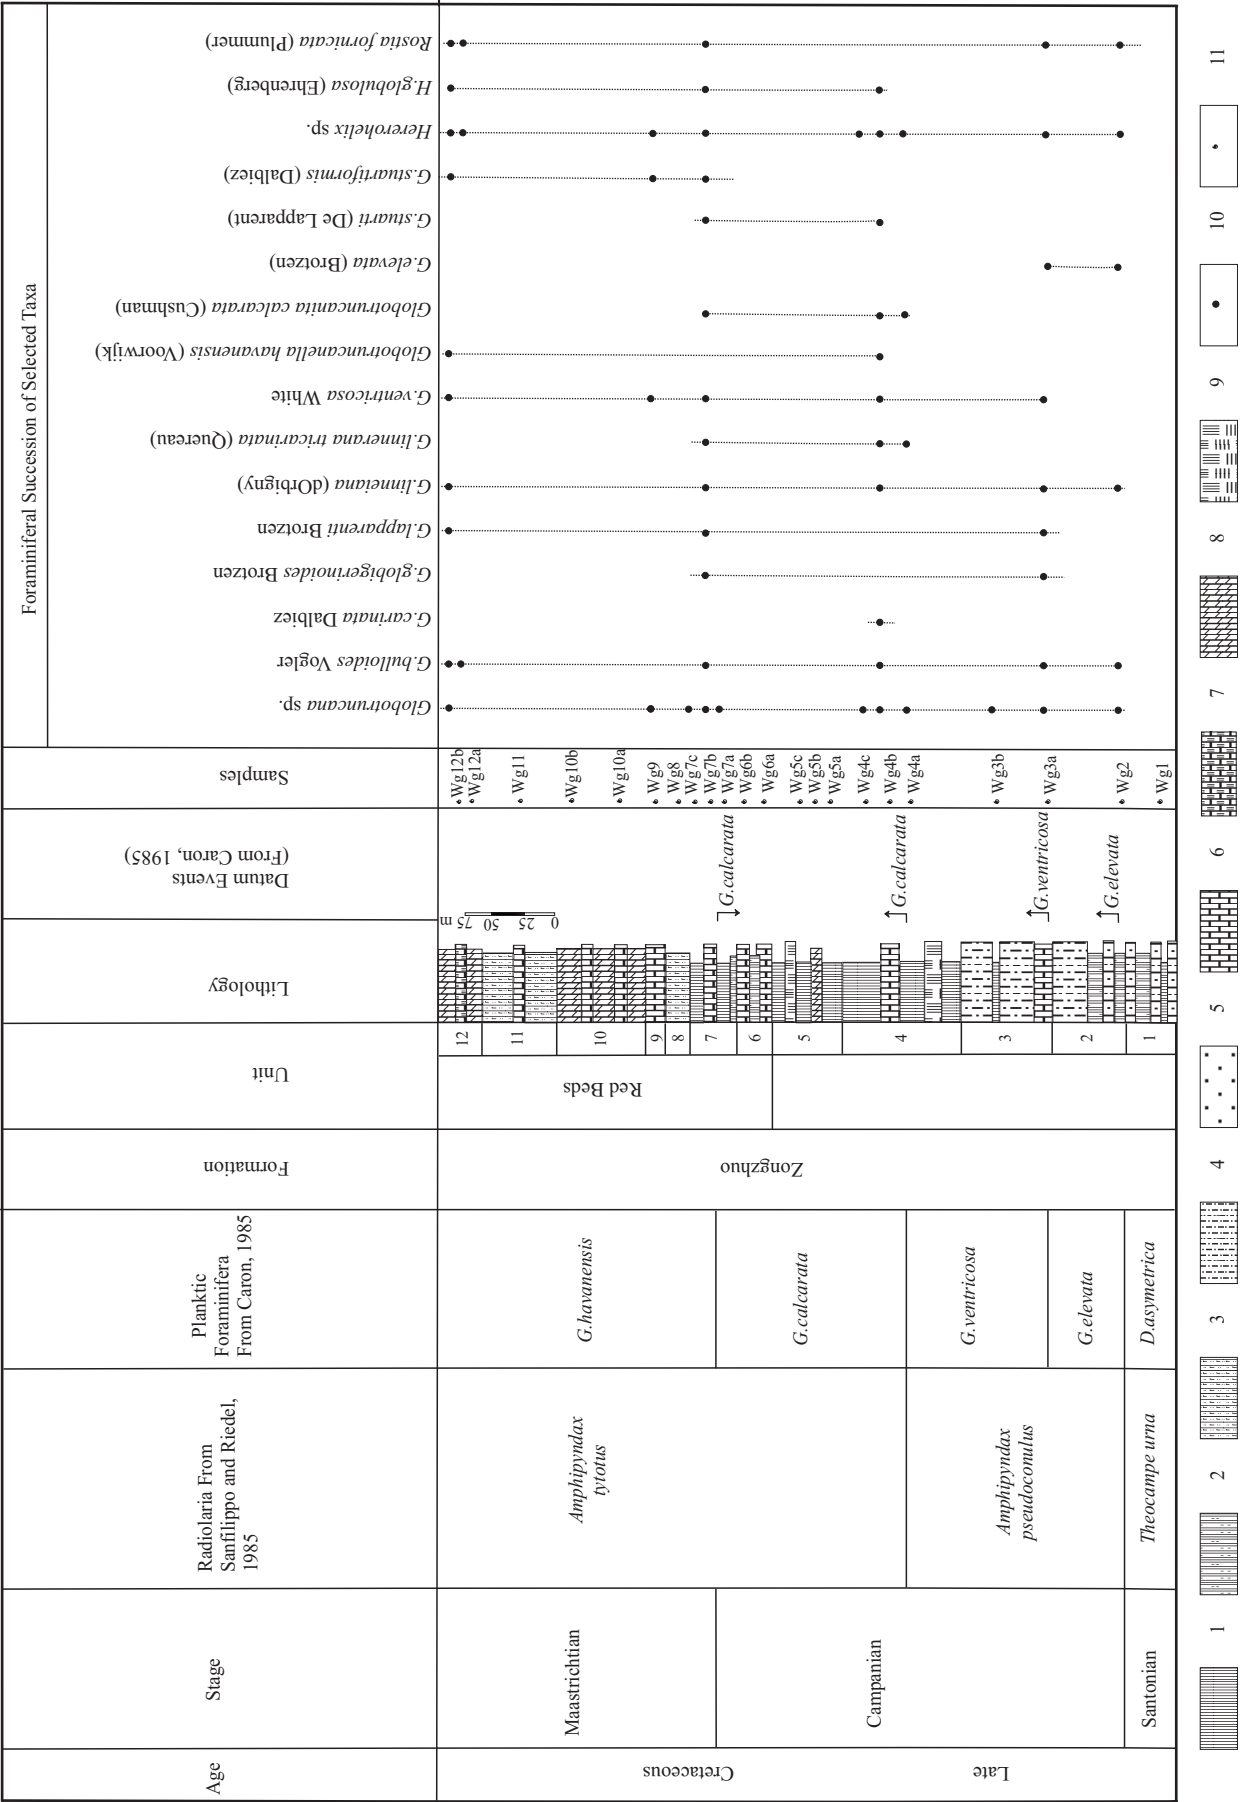 Age
Stage
Radiolaria From
Sanfilippo and Riedel,
1985
Planktic
Foraminifera
From Caron, 1985
Formation
Unit
Lithology
Datum Events
(From Caron, 1985)
Samples
Foraminiferal Succession of Selected Taxa
Globotruncana sp.
G.bulloides Vogler
G.carinata Dalbiez
G.globigerinoides Brotzen
G.lapparenti Brotzen
G.linneiana (dOrbigny)
G.linnerana tricarinata (Quereau)
G.ventricosa White
Globotruncanella havanensis (Voorwijk)
Globotruncanita calcarata (Cushman)
G.elevata (Brotzen)
G.stuarti (De Lapparent)
G.stuartiformis (Dalbiez)
Hererohelix sp.
H.globulosa (Ehrenberg)
Rostia fornicata (Plummer)
Cretaceous
Late
Maastrichtian
Campanian
Santonian
Amphipyndax
tytotus
Amphipyndax
pseudoconulus
Theocampe urna
G.havanensis
G.calcarata
G.ventricosa
G.elevata
D.asymetrica
Zongzhuo
Red Beds
12
11
10
9
8
7
6
5
4
3
2
1
0 25 50 75 m
G.calcarata
G.calcarata
G.ventricosa
G.elevata
Wg12b
Wg12a
Wg11
Wg10b
Wg10a
Wg9
Wg8
Wg7c
Wg7b
Wg7a
Wg6b
Wg6a
Wg5c
Wg5b
Wg5a
Wg4c
Wg4b
Wg4a
Wg3b
Wg3a
Wg2
Wg1
1
2
3
4
5
6
7
8
9
10
11